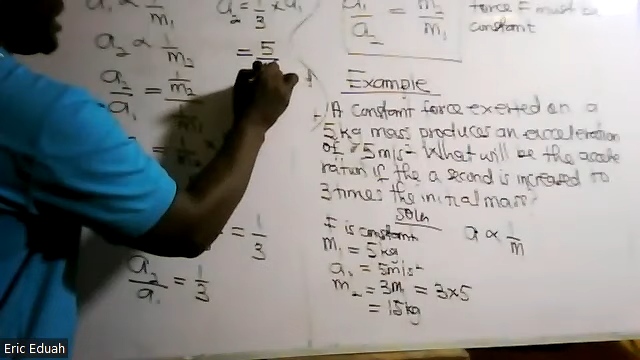 a₁ ∝ 1/m₁
a₂ ∝ 1/m₂
a₂/a₁ = 1/m₂
= 1/3
a₂/a₁ = 1/3
a₂ = 1/3 × a₁
= 5
a₁/a₂ = m₂/m₁
force F must be
constant
Example
A constant force exerted on a
5kg mass produces an acceleration
of 5m/s² What will be the accele
ration if the a second is increased to
3 times the initial mass?
Soln
F is constant
a ∝ 1/m
m₁ = 5kg
a₁ = 5m/s²
m₂ = 3m₁ = 3×5
= 15kg
Eric Eduah